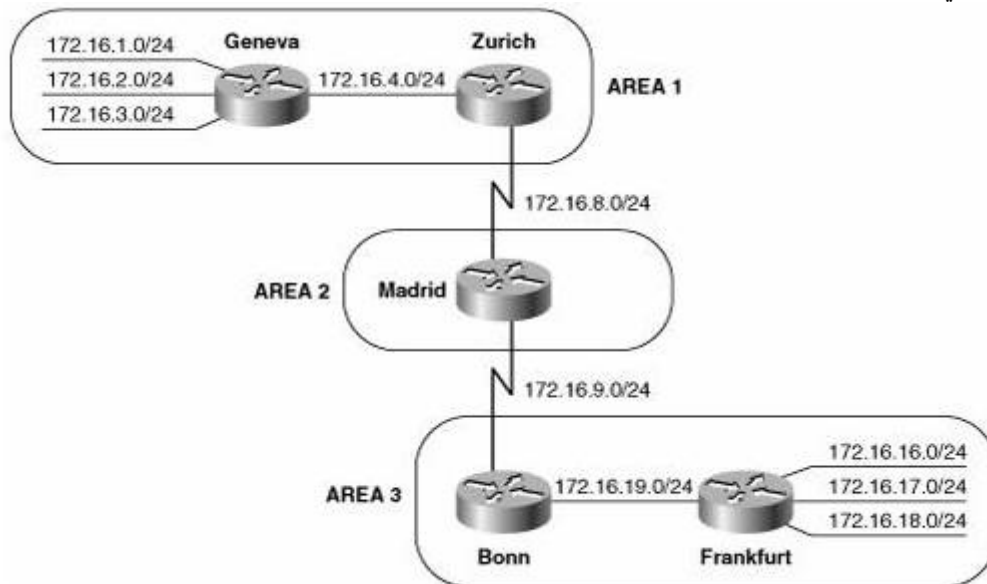 Geneva
Zurich
172.16.1.0/24
172.16.2.0/24
172.16.3.0/24
172.16.4.0/24
AREA 1
172.16.8.0/24
AREA 2
Madrid
172.16.9.0/24
AREA 3
172.16.19.0/24
172.16.16.0/24
172.16.17.0/24
172.16.18.0/24
Bonn
Frankfurt